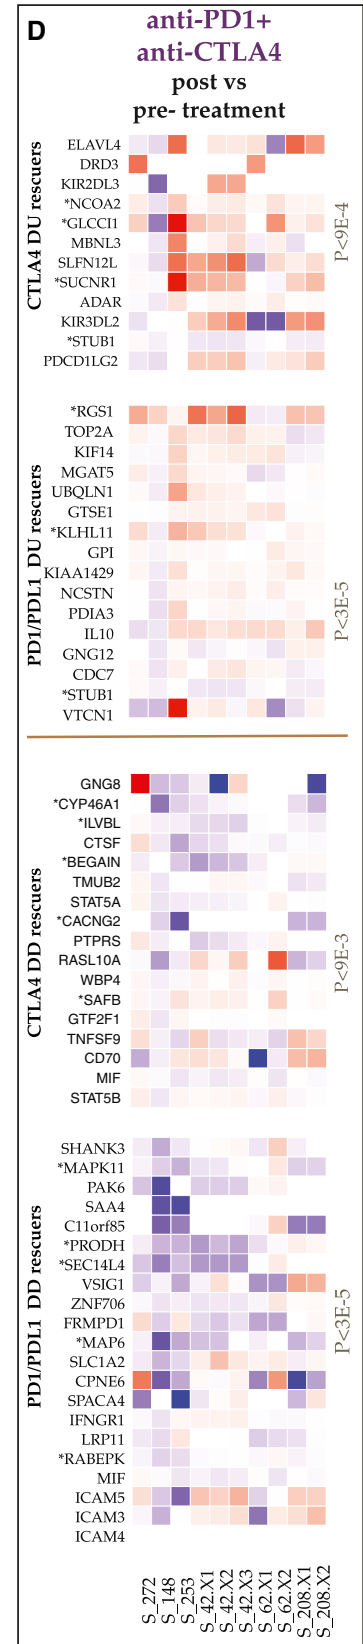 D
anti-PD1+
anti-CTLA4
post vs
pre- treatment
CTLA4 DU rescuers
ELAVL4
DRD3
KIR2DL3
*NCOA2
*GLCCI1
MBNL3
SLFN12L
*SUCNR1
ADAR
KIR3DL2
*STUB1
PDCD1LG2
P<9E-4
PD1/PDL1 DU rescuers
*RGS1
TOP2A
KIF14
MGAT5
UBQLN1
GTSE1
*KLHL11
GPI
KIAA1429
NCSTN
PDIA3
IL10
GNG12
CDC7
*STUB1
VTCN1
P<3E-5
CTLA4 DD rescuers
GNG8
*CYP46A1
*ILVBL
CTSF
*BEGAIN
TMUB2
STAT5A
*CACNG2
PTPRS
RASL10A
WBP4
*SAFB
GTF2F1
TNFSF9
CD70
MIF
STAT5B
P<9E-3
PD1/PDL1 DD rescuers
SHANK3
*MAPK11
PAK6
SAA4
C11orf85
*PRODH
*SEC14L4
VSIG1
ZNF706
FRMPD1
*MAP6
SLC1A2
CPNE6
SPACA4
IFNGR1
LRP11
*RABEPK
MIF
ICAM5
ICAM3
ICAM4
P<3E-5
S_272
S_148
S_253
S_42.X1
S_42.X2
S_42.X3
S_62.X1
S_62.X2
S_208.X1
S_208.X2